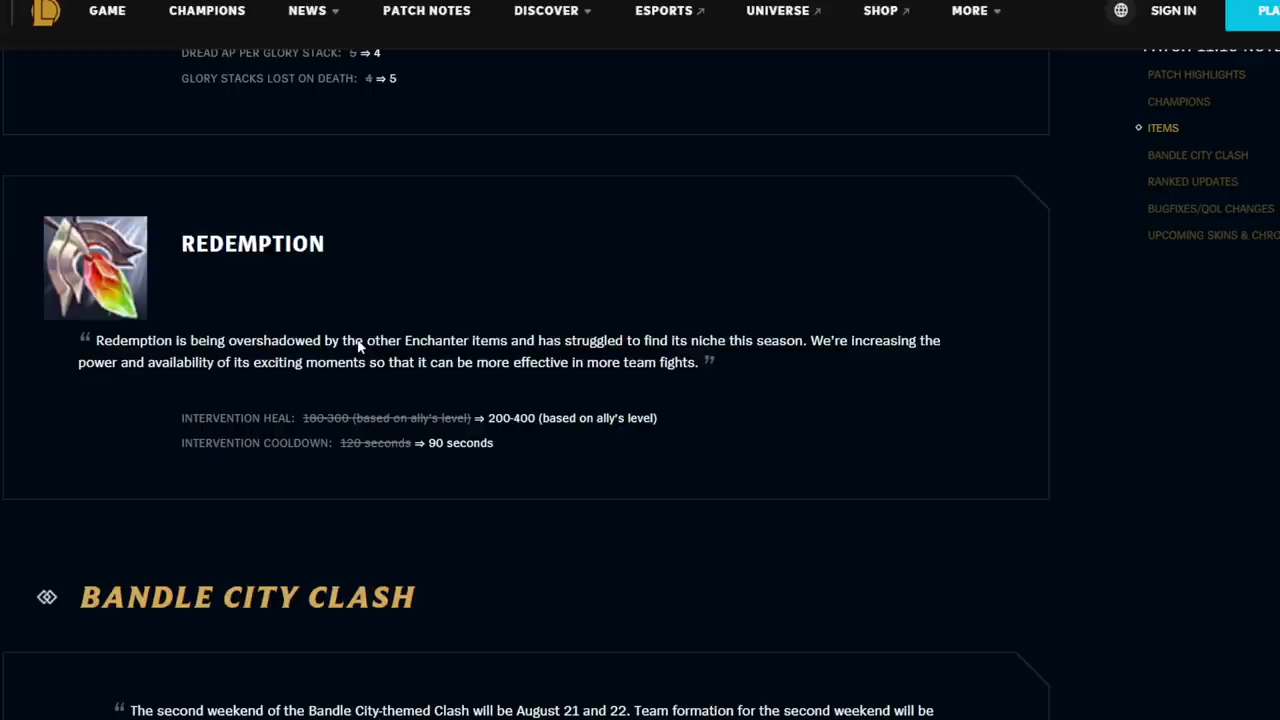 GAME CHAMPIONS NEWS PATCH NOTES DISCOVER ESPORTS UNIVERSE SHOP MORE SIGN IN
DREAD AP PER GLORY STACK: 5 ⇒ 4
GLORY STACKS LOST ON DEATH: 4 ⇒ 5
PATCH HIGHLIGHTS
CHAMPIONS
ITEMS
BANDLE CITY CLASH
RANKED UPDATES
BUGFIXES/QOL CHANGES
UPCOMING SKINS &
REDEMPTION
“ Redemption is being overshadowed by the other Enchanter items and has struggled to find its niche this season. We're increasing the
power and availability of its exciting moments so that it can be more effective in more team fights. ”
INTERVENTION HEAL: 180-300 (based on ally's level) ⇒ 200-400 (based on ally's level)
INTERVENTION COOLDOWN: 120 seconds ⇒ 90 seconds
BANDLE CITY CLASH
“ The second weekend of the Bandle City-themed Clash will be August 21 and 22. Team formation for the second weekend will be